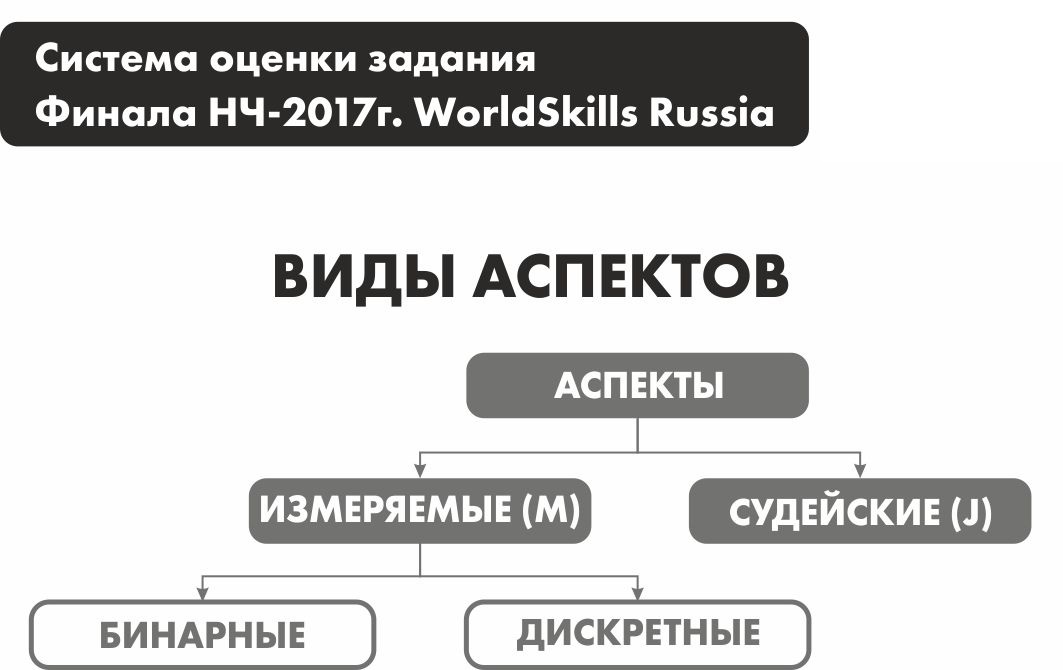 Система оценки задания
Финала НЧ-2017г. WorldSkills Russia
ВИДЫ АСПЕКТОВ
АСПЕКТЫ
ИЗМЕРЯЕМЫЕ (М)
СУДЕЙСКИЕ (J)
БИНАРНЫЕ
ДИСКРЕТНЫЕ